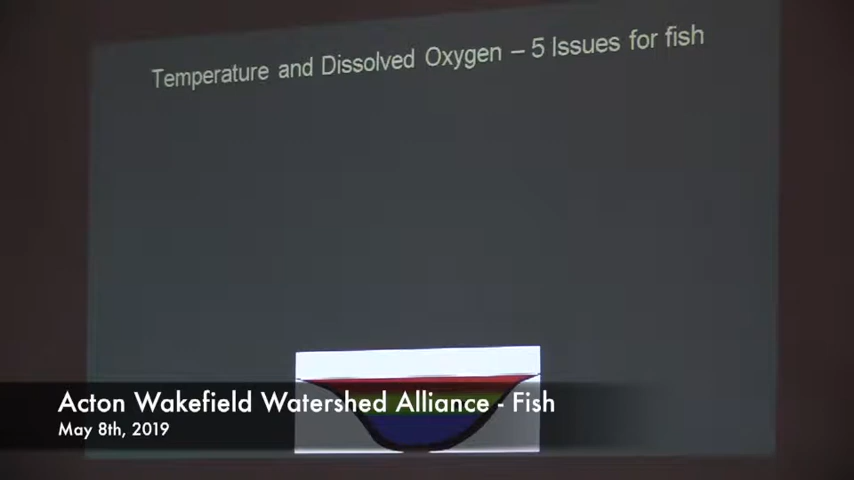 Temperature and Dissolved Oxygen – 5 Issues for fish
Acton Wakefield Watershed Alliance - Fish
May 8th, 2019